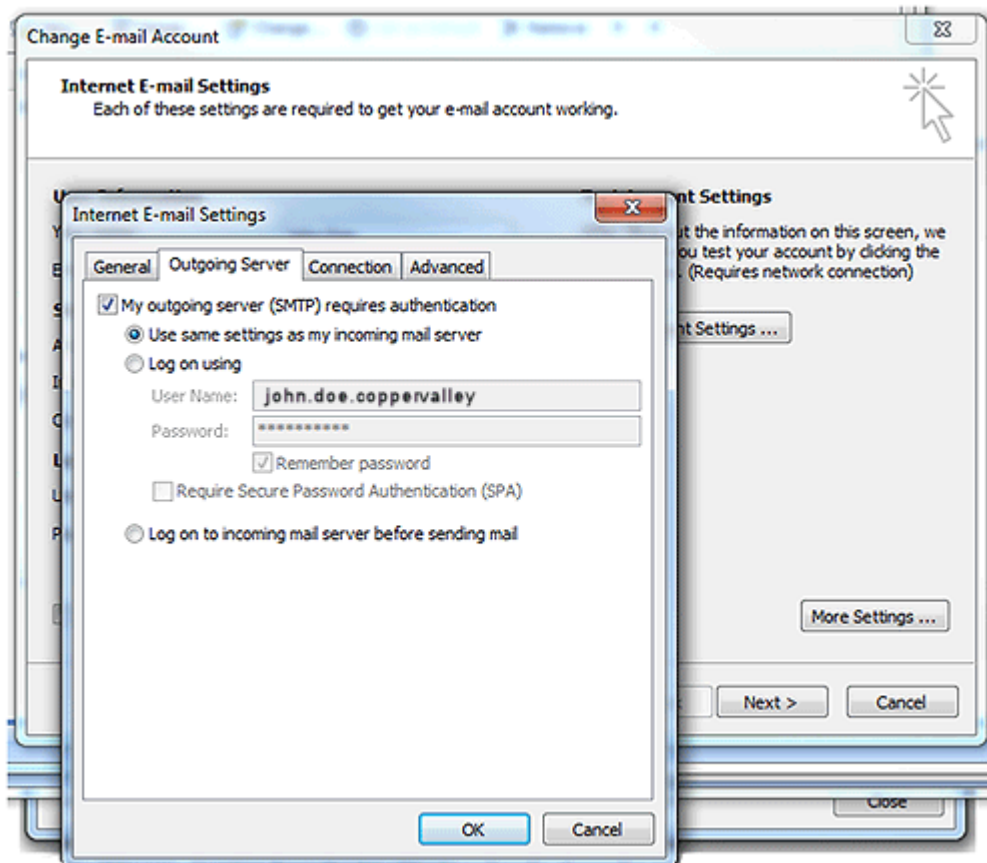 Change E-mail Account
Internet E-mail Settings
Each of these settings are required to get your e-mail account working.
nt Settings
ut the information on this screen, we
ou test your account by clicking the
. (Requires network connection)
nt Settings ...
More Settings ...
Next >
Cancel
Internet E-mail Settings
General
Outgoing Server
Connection
Advanced
My outgoing server (SMTP) requires authentication
Use same settings as my incoming mail server
Log on using
User Name:
john.doe.coppervalley
Password:
**********
Remember password
Require Secure Password Authentication (SPA)
Log on to incoming mail server before sending mail
OK
Cancel
Close